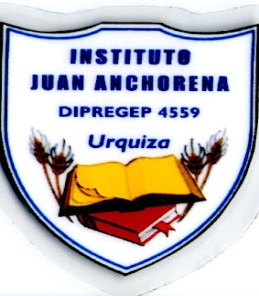 INSTITUTO
JUAN ANCHORENA
DIPREGEP 4559
Urquiza